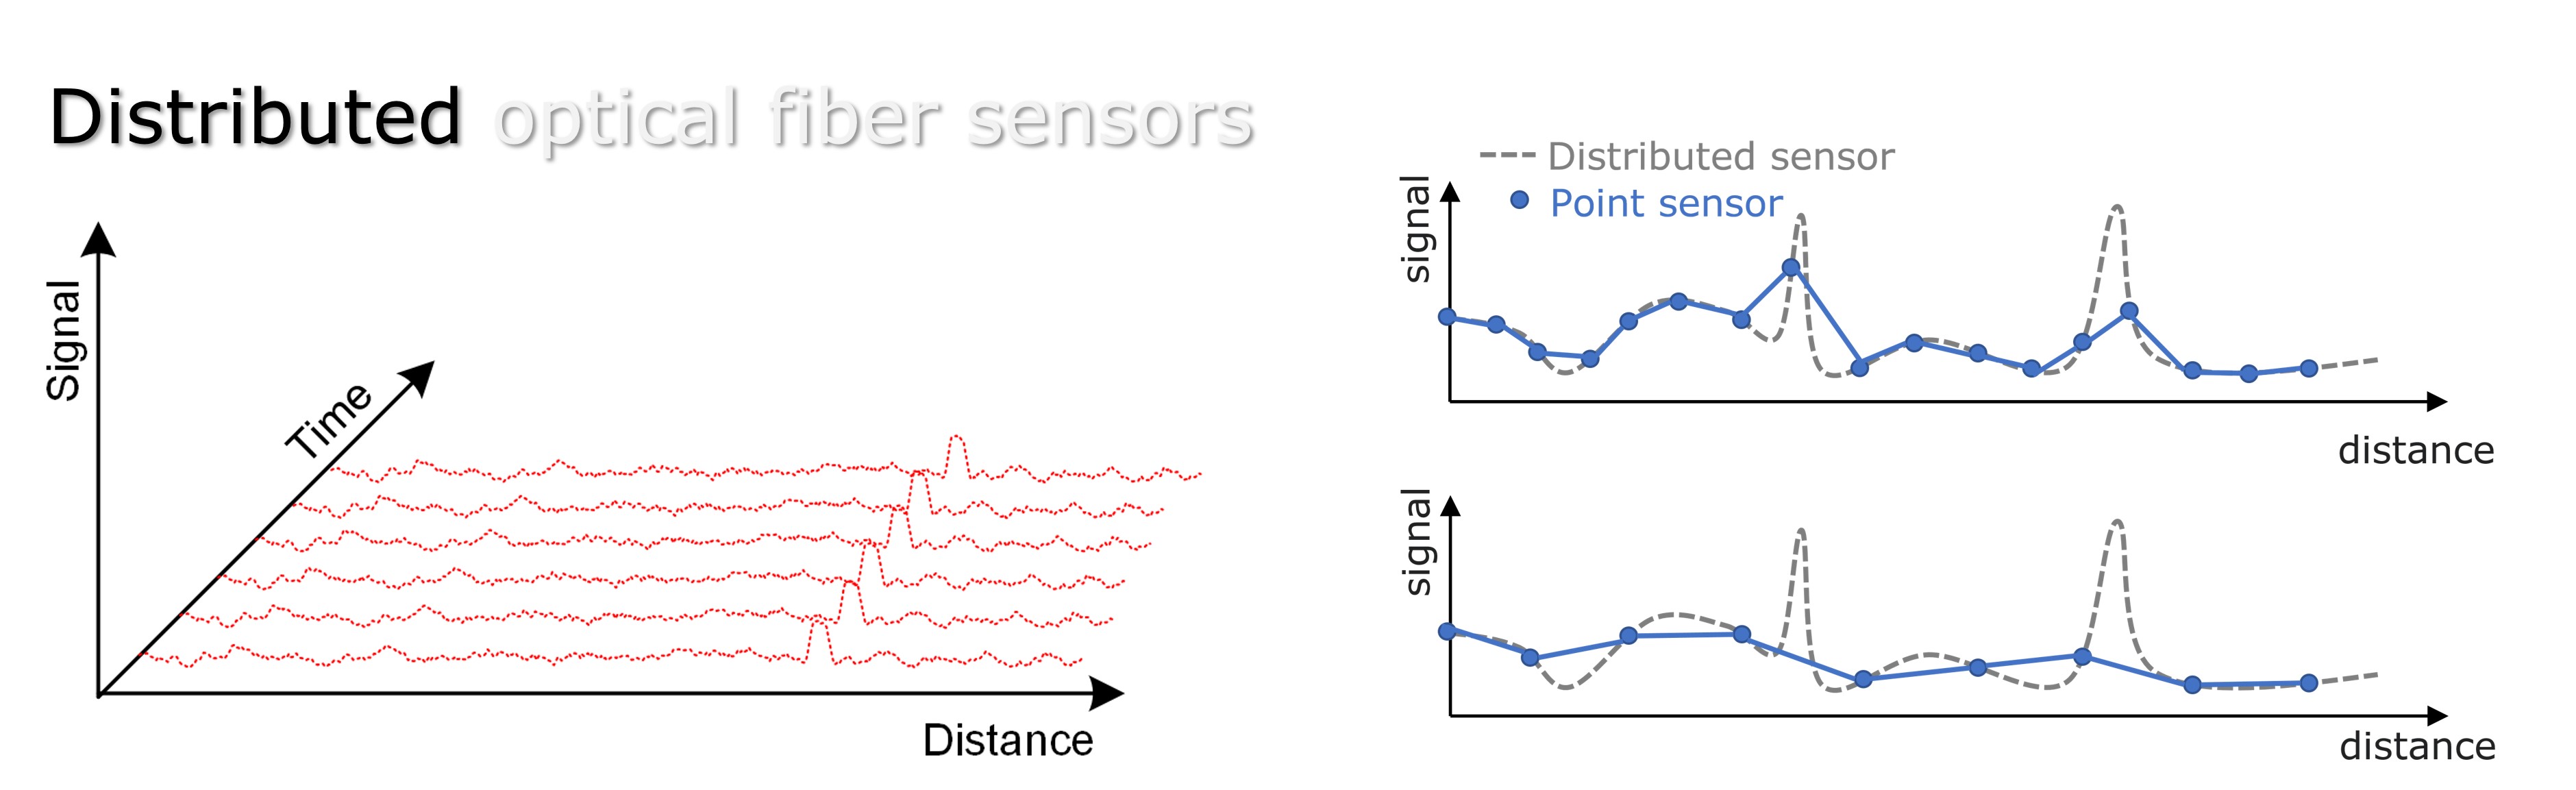 Distributed optical fiber sensors
Signal
Time
Distance
Distributed sensor
Point sensor
signal
distance
signal
distance